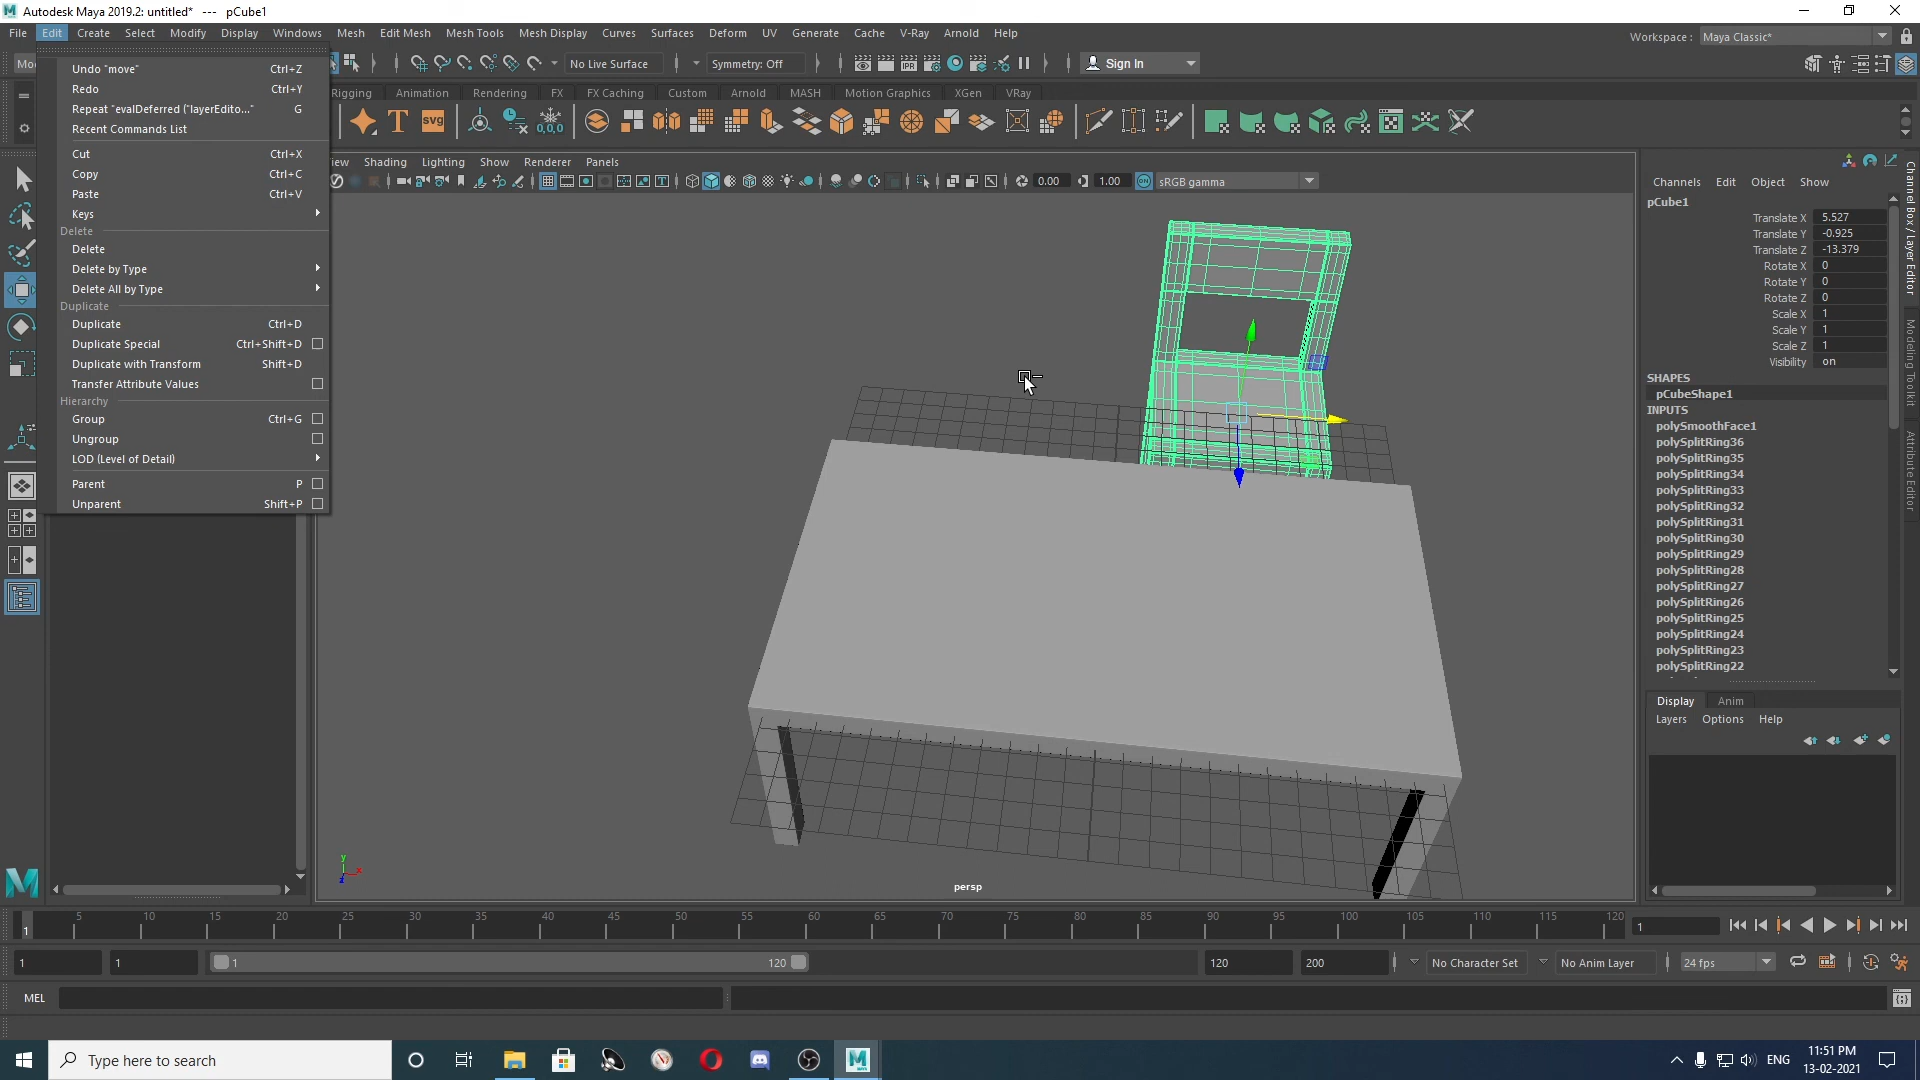 Autodesk Maya 2019.2: untitled* --- pCube1
File Edit Create Select Modify Display Windows Mesh Edit Mesh Mesh Tools Mesh Display Curves Surfaces Deform UV Generate Cache V-Ray Arnold Help
Workspace : Maya Classic*
No Live Surface Symmetry: Off Sign In
Rigging Animation Rendering FX FX Caching Custom Arnold MASH Motion Graphics XGen VRay
Undo "move" Ctrl+Z
Redo Ctrl+Y
Repeat "evalDeferred ("layerEdito..." G
Recent Commands List
Cut Ctrl+X
Copy Ctrl+C
Paste Ctrl+V
Keys
Delete
Delete
Delete by Type
Delete All by Type
Duplicate
Duplicate Ctrl+D
Duplicate Special Ctrl+Shift+D
Duplicate with Transform Shift+D
Transfer Attribute Values
Hierarchy
Group Ctrl+G
Ungroup
LOD (Level of Detail)
Parent P
Unparent Shift+P
Shading Lighting Show Renderer Panels
0.00 1.00 ON sRGB gamma
persp
Channels Edit Object Show
pCube1
Translate X 5.527
Translate Y -0.925
Translate Z -13.379
Rotate X 0
Rotate Y 0
Rotate Z 0
Scale X 1
Scale Y 1
Scale Z 1
Visibility on
SHAPES
pCubeShape1
INPUTS
polySmoothFace1
polySplitRing36
polySplitRing35
polySplitRing34
polySplitRing33
polySplitRing32
polySplitRing31
polySplitRing30
polySplitRing29
polySplitRing28
polySplitRing27
polySplitRing26
polySplitRing25
polySplitRing24
polySplitRing23
polySplitRing22
Channel Box / Layer Editor
Modeling Toolkit
Attribute Editor
Display Anim
Layers Options Help
1 5 10 15 20 25 30 35 40 45 50 55 60 65 70 75 80 85 90 95 100 105 110 115 120 1
1 1 1 120 120 200 No Character Set No Anim Layer 24 fps
MEL
Type here to search
ENG
11:51 PM
13-02-2021